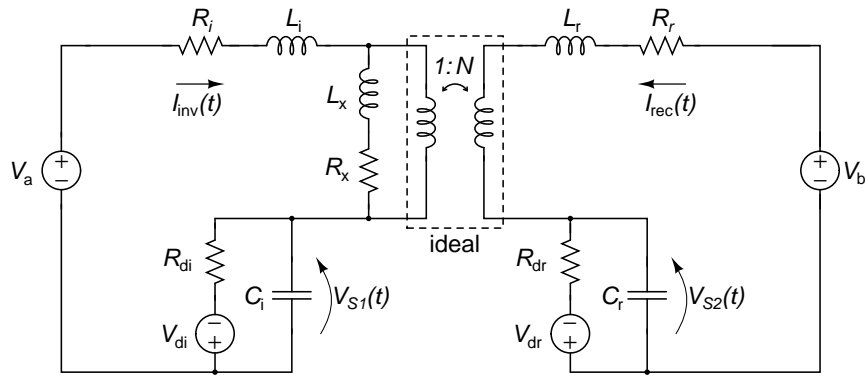 R_i
L_i
L_r
R_r
1:N
I_inv(t)
L_x
I_rec(t)
V_a
+
−
R_x
+
−
V_b
ideal
R_di
R_dr
C_i
V_S1(t)
C_r
V_S2(t)
V_di
−
+
V_dr
−
+